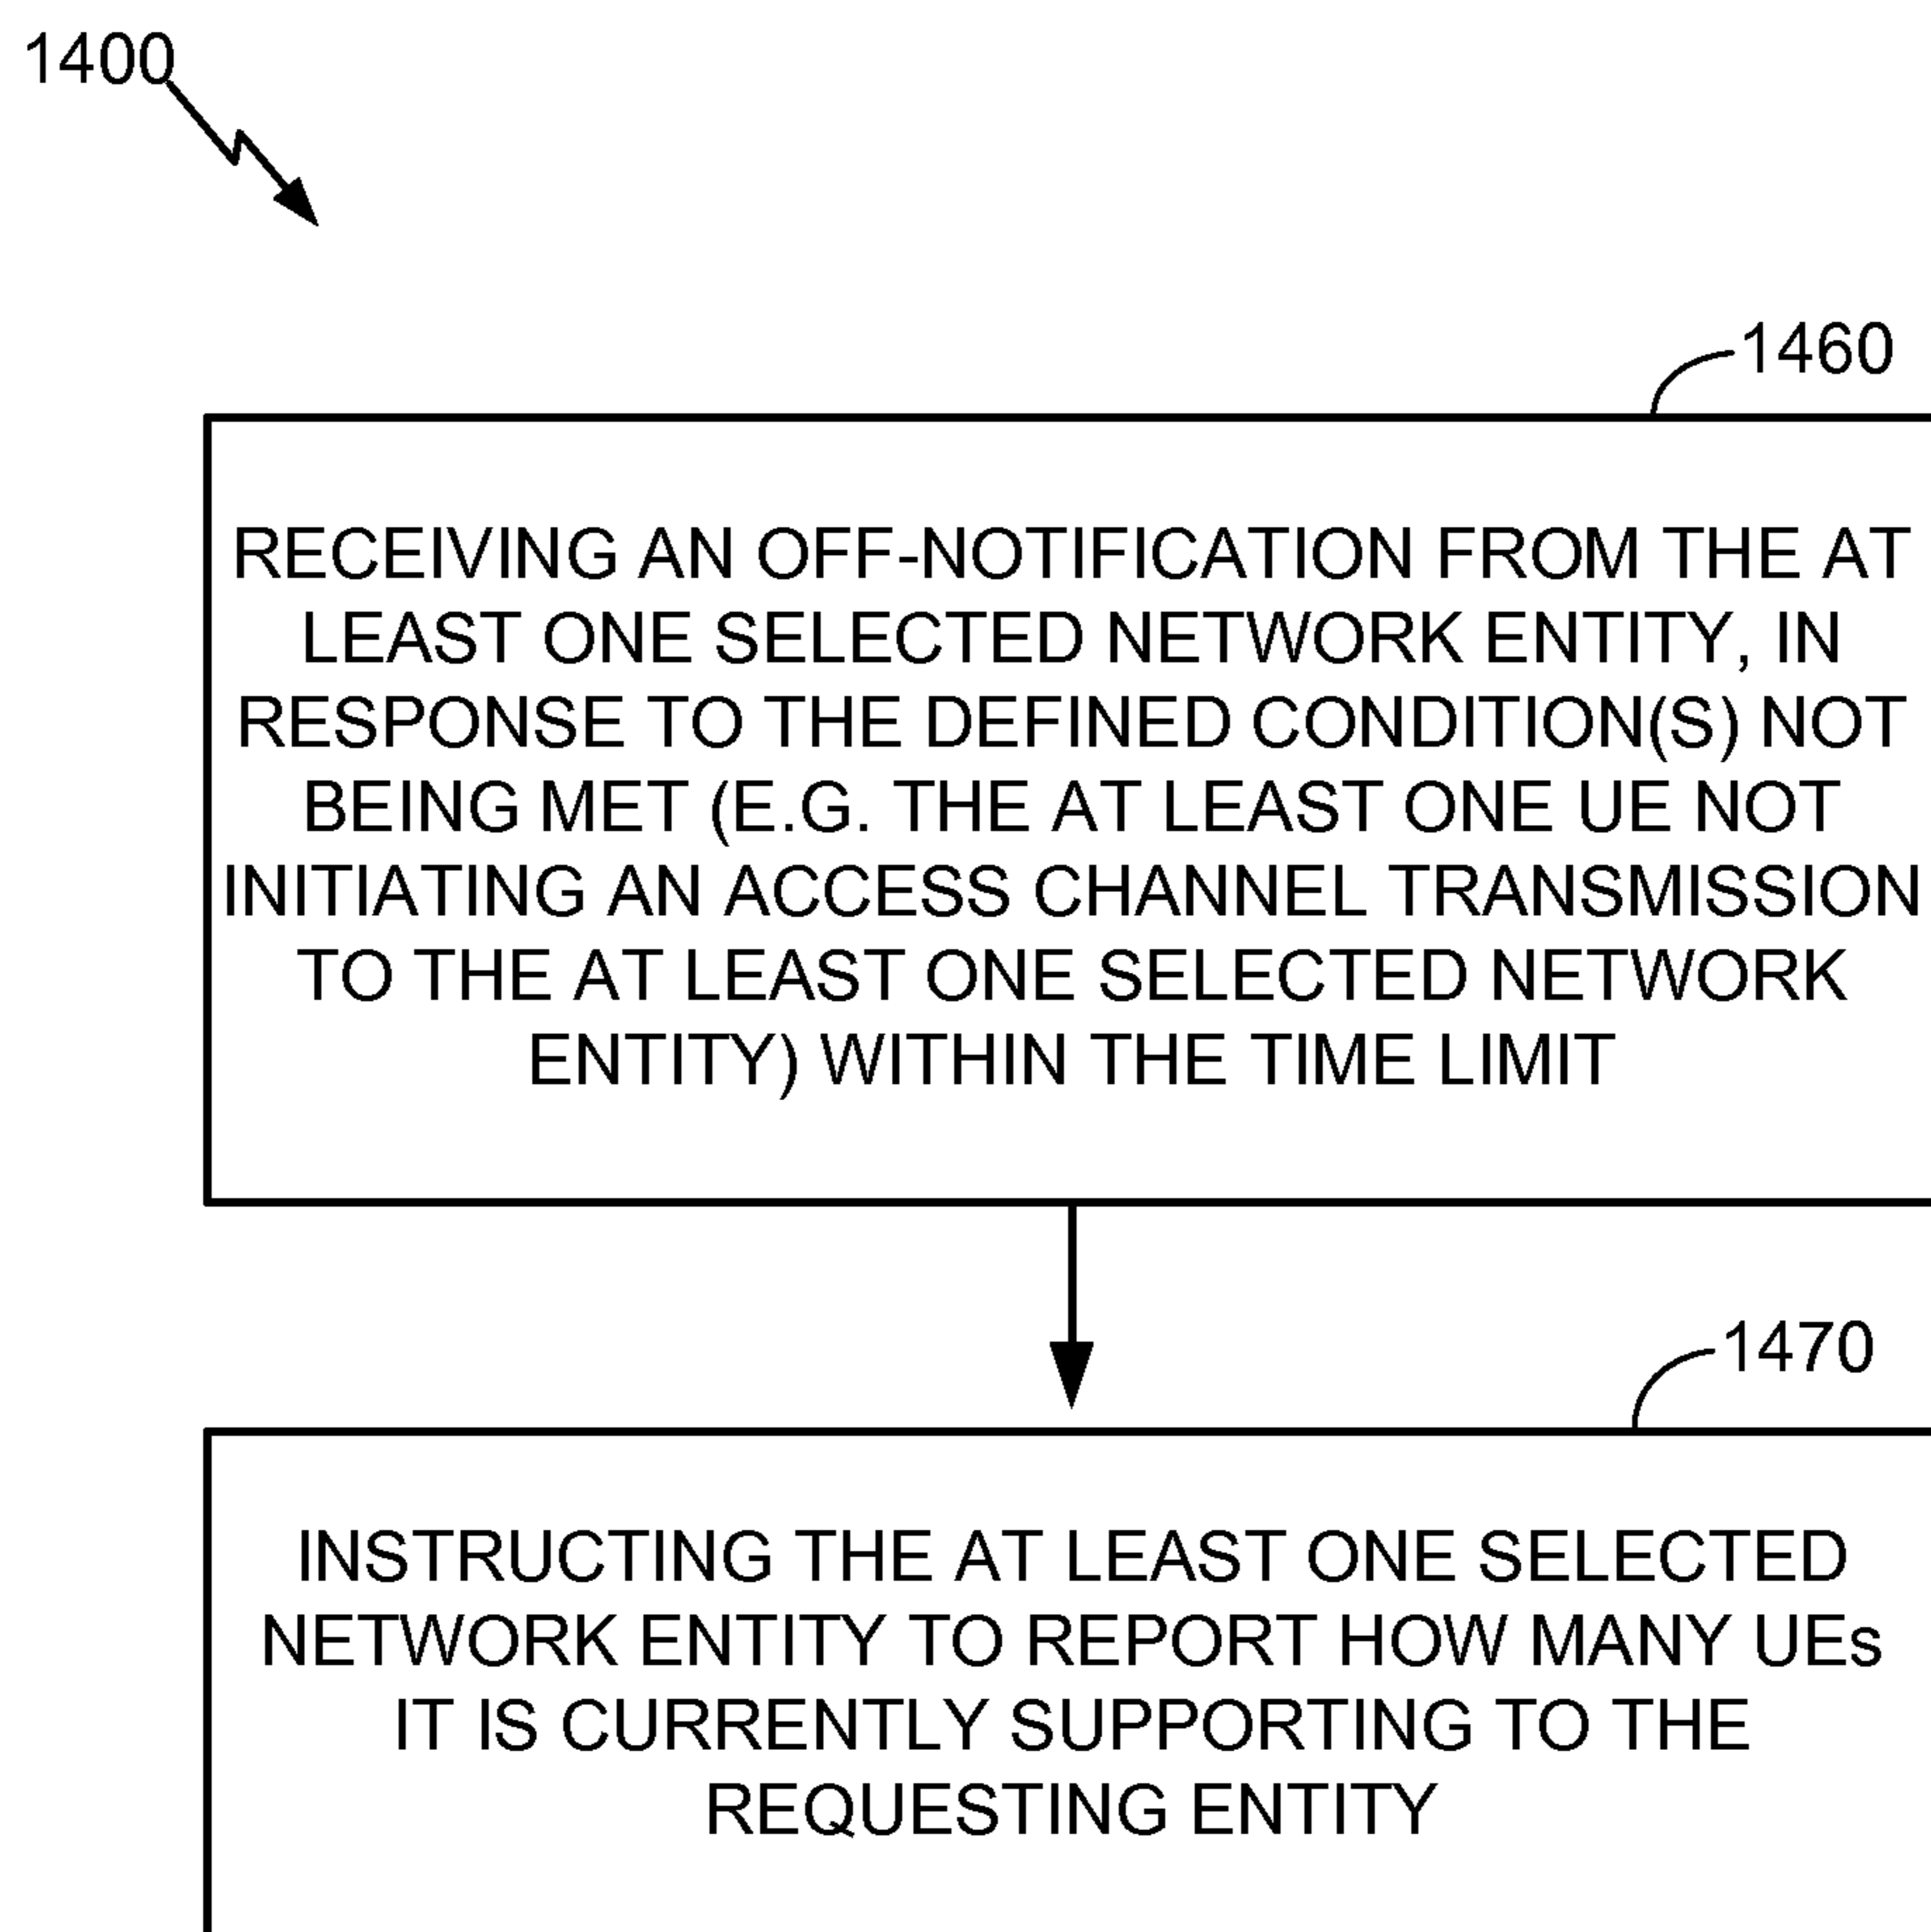 1400
1460
RECEIVING AN OFF-NOTIFICATION FROM THE AT
LEAST ONE SELECTED NETWORK ENTITY, IN
RESPONSE TO THE DEFINED CONDITION(S) NOT
BEING MET (E.G. THE AT LEAST ONE UE NOT
INITIATING AN ACCESS CHANNEL TRANSMISSION
TO THE AT LEAST ONE SELECTED NETWORK
ENTITY) WITHIN THE TIME LIMIT
1470
INSTRUCTING THE AT LEAST ONE SELECTED
NETWORK ENTITY TO REPORT HOW MANY UEs
IT IS CURRENTLY SUPPORTING TO THE
REQUESTING ENTITY